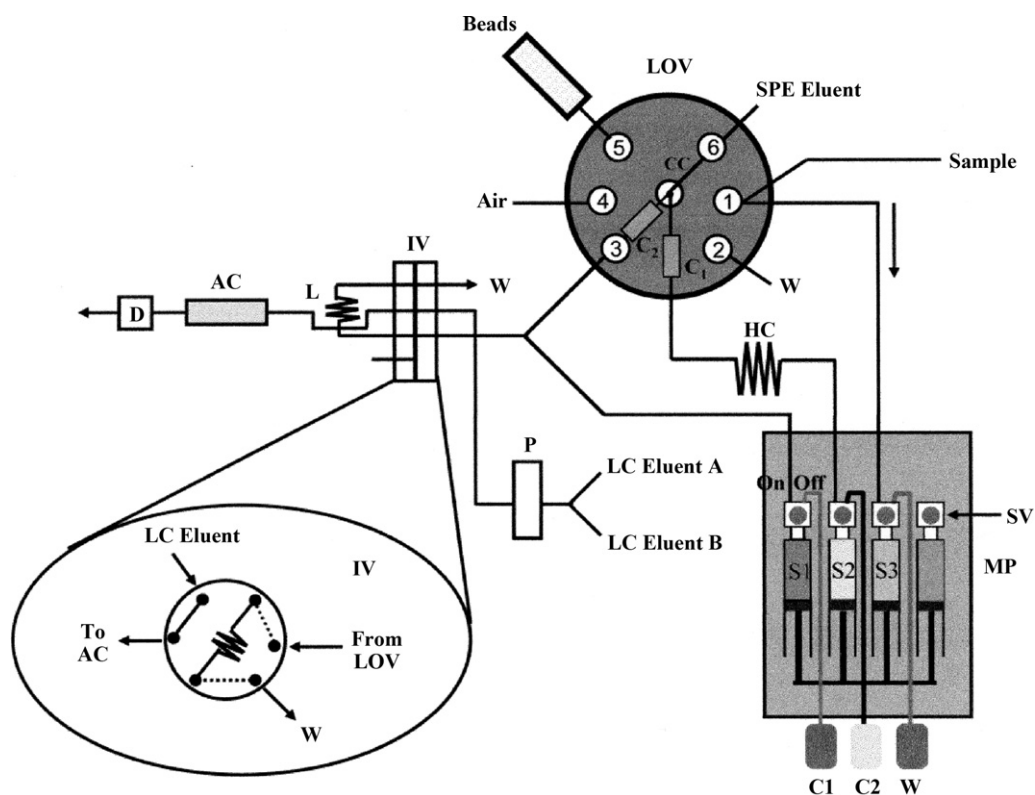 Beads
LOV
SPE Eluent
5
6
CC
Sample
Air
4
1
3
C2
C1
2
W
IV
AC
L
W
D
HC
P
LC Eluent A
LC Eluent B
On Off
SV
S1
S2
S3
MP
LC Eluent
IV
To
AC
From
LOV
W
C1
C2
W